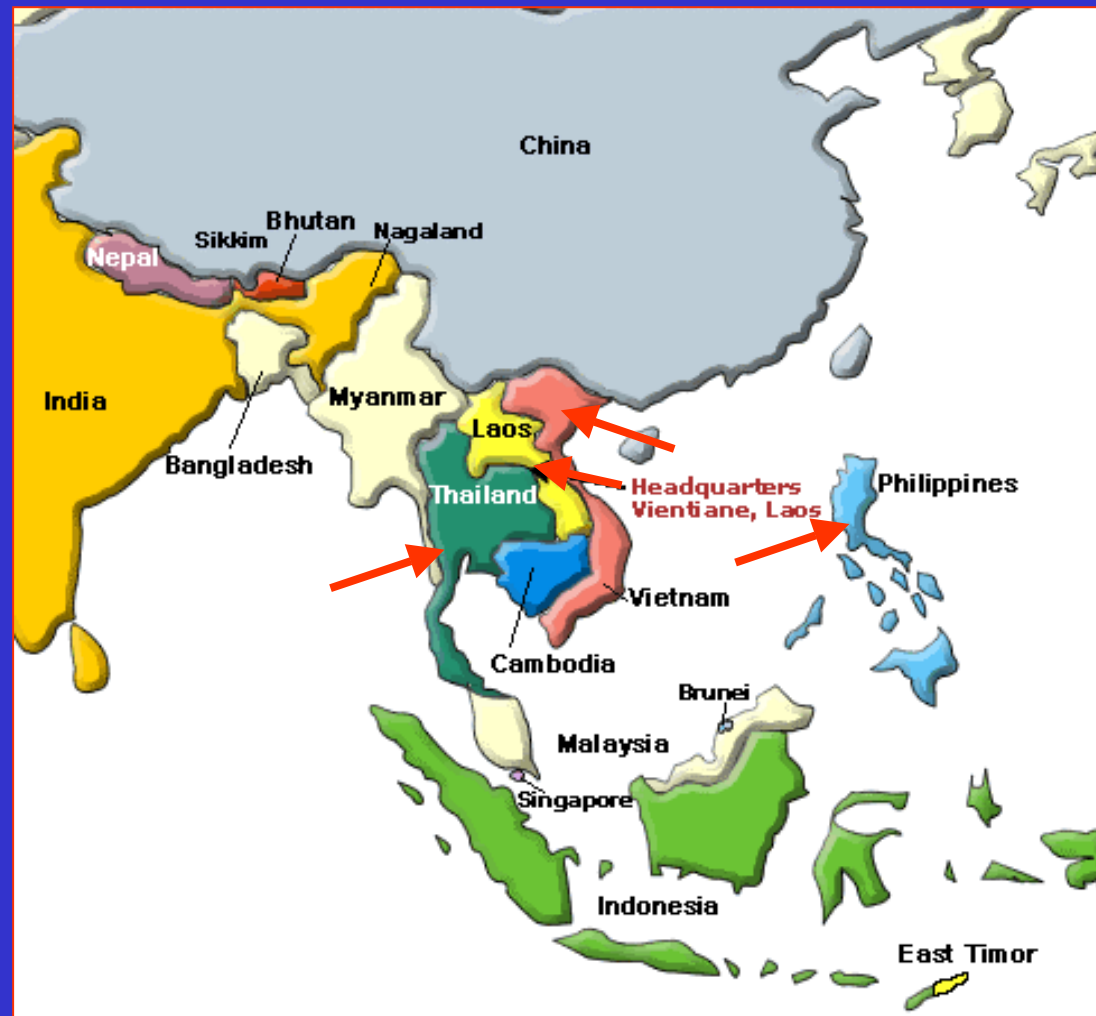 China
Bhutan
Sikkim
Nagaland
Nepal
India
Myanmar
Laos
Bangladesh
Thailand
Headquarters
Vientiane, Laos
Philippines
Vietnam
Cambodia
Brunei
Malaysia
Singapore
Indonesia
East Timor